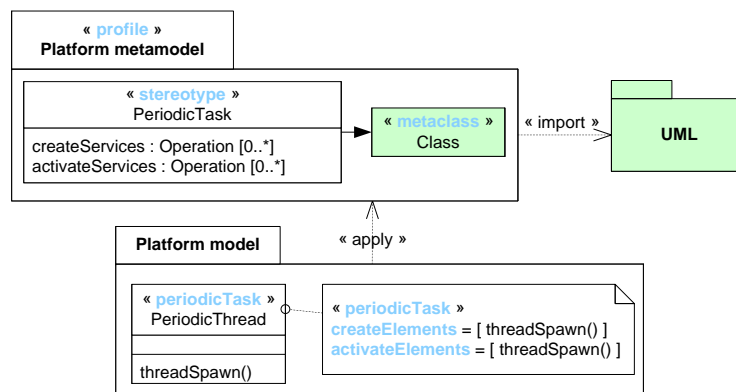 « profile »
Platform metamodel
« stereotype »
PeriodicTask
createServices : Operation [0..*]
activateServices : Operation [0..*]
« metaclass »
Class
« import »
UML
« apply »
Platform model
« periodicTask »
PeriodicThread
threadSpawn()
« periodicTask »
createElements = [ threadSpawn() ]
activateElements = [ threadSpawn() ]